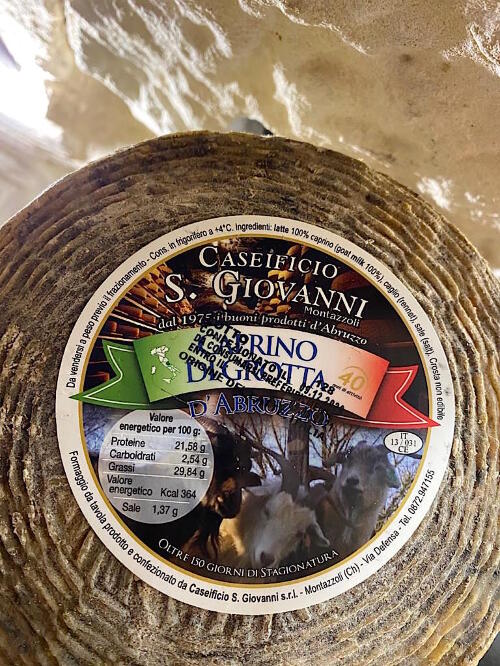 Da vendersi a peso previo il frazionamento - Cons. in frigorifero a +4°C. Ingredienti: latte 100% caprino (goat milk 100%), caglio (rennet), sale (salt). Crosta non edibile
CASEIFICIO
S. GIOVANNI
Montazzoli
dal 1975 i buoni prodotti d'Abruzzo
CAPRINO
DI GROTTA
D'ABRUZZO
40
Valore
energetico per 100 g:
Proteine 21,58 g
Carboidrati 2,54 g
Grassi 29,84 g
Valore
energetico Kcal 364
Sale 1,37 g
IT
13 / 031
CE
OLTRE 150 GIORNI DI STAGIONATURA
Formaggio da tavola prodotto e confezionato da Caseificio S. Giovanni s.r.l. - Montazzoli (Ch) - Via Defensa - Tel. 0872.947155